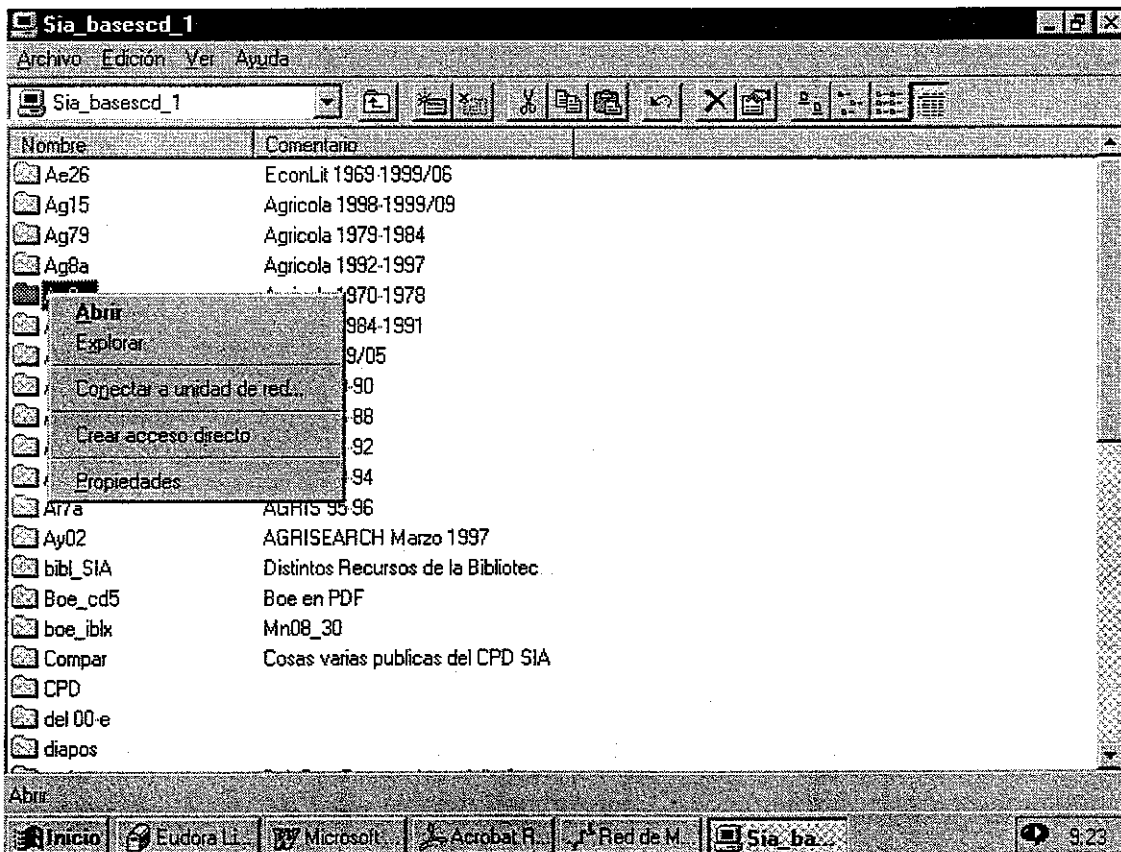 Sia_basescd_1
Archivo Edición Ver Ayuda
Sia_basescd_1
Nombre Comentario
Ae26 EconLit 1969-1999/06
Ag15 Agricola 1998-1999/09
Ag79 Agricola 1979-1984
Ag8a Agricola 1992-1997
1970-1978
Abrir
984-1991
Explorar
9/05
Conectar a unidad de red...
-90
-88
Crear acceso directo
-92
-94
Propiedades
Ar7a AGRIS 95-96
Ay02 AGRISEARCH Marzo 1997
bibl_SIA Distintos Recursos de la Bibliotec...
Boe_cd5 Boe en PDF
boe_iblx Mn08_30
Compar Cosas varias publicas del CPD SIA
CPD
del 00-e
diapos
Abrir
Inicio Eudora Li... Microsoft... Acrobat R... Red de M... Sia_ba... 9:23